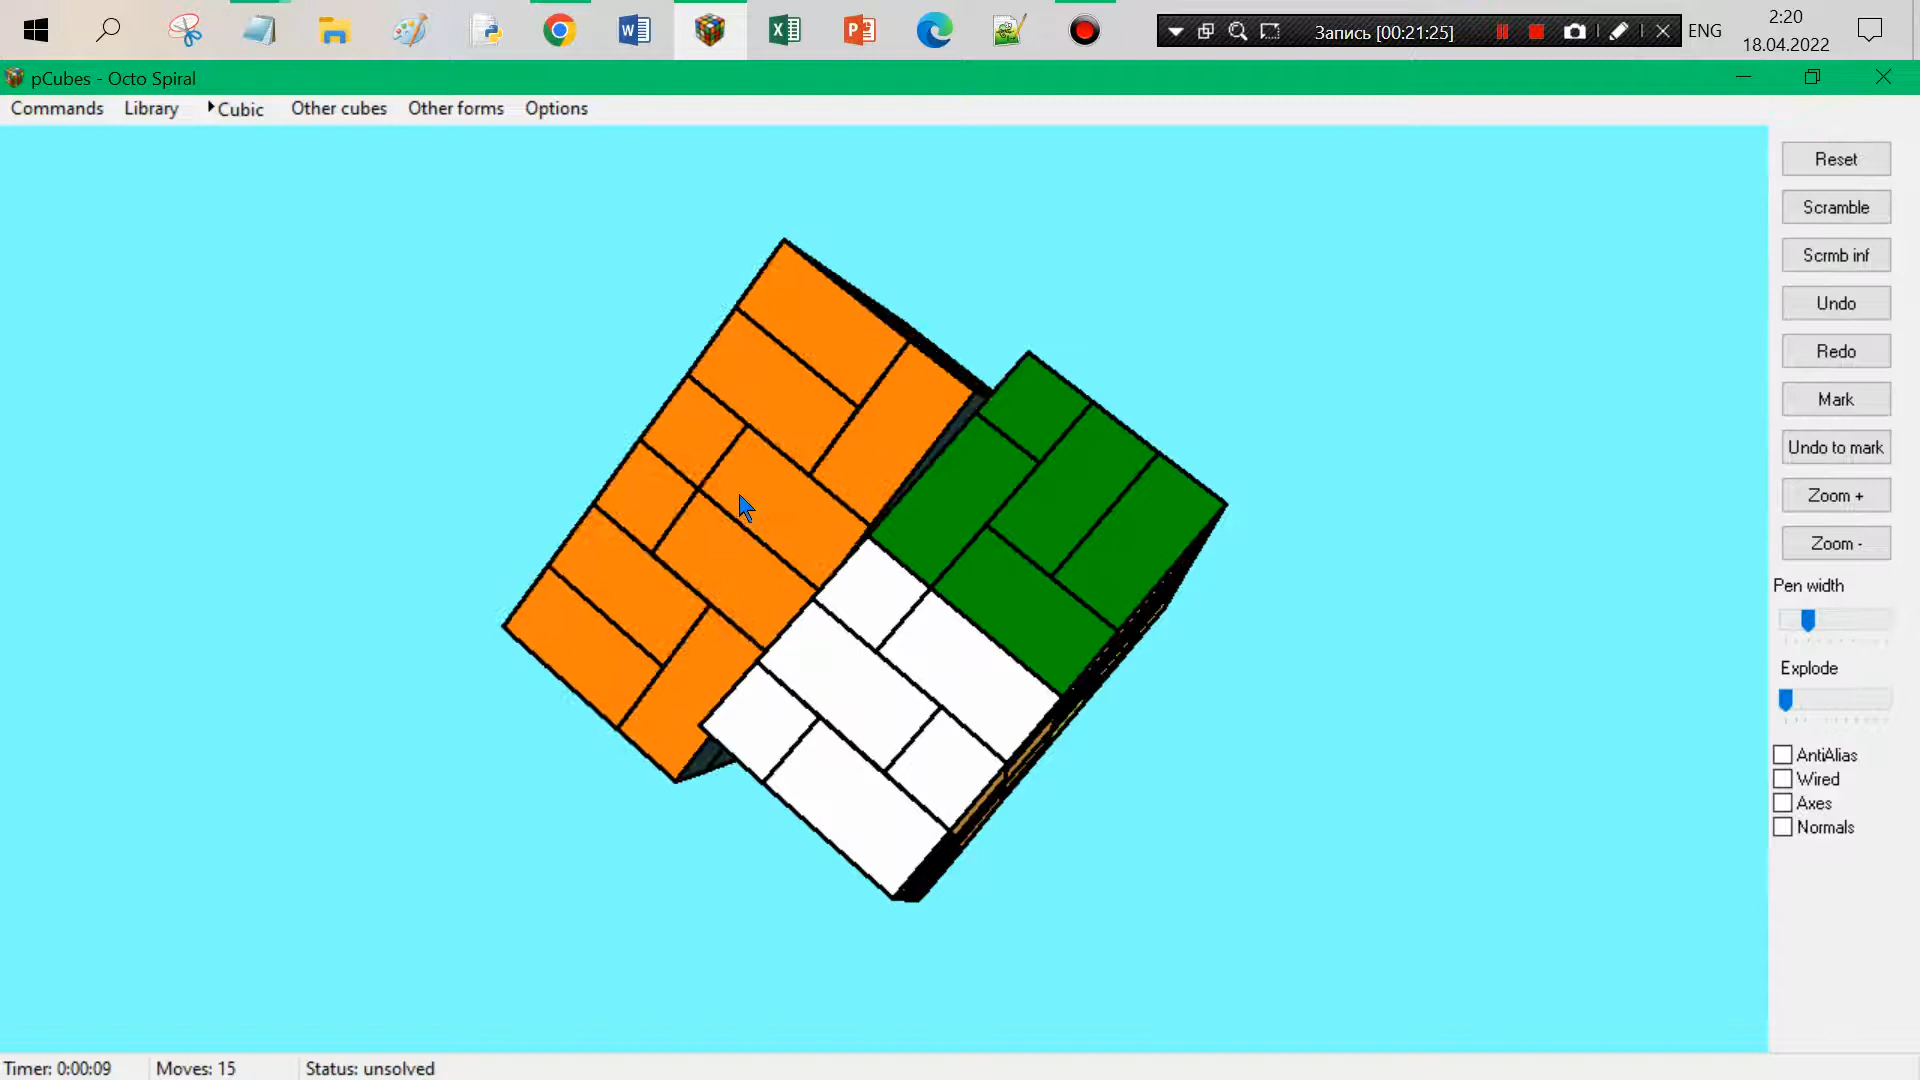 Запись [00:21:25]
ENG
2:20
18.04.2022
pCubes - Octo Spiral
Commands Library Cubic Other cubes Other forms Options
Reset
Scramble
Scrmb inf
Undo
Redo
Mark
Undo to mark
Zoom +
Zoom -
Pen width
Explode
AntiAlias
Wired
Axes
Normals
Timer: 0:00:09 Moves: 15 Status: unsolved